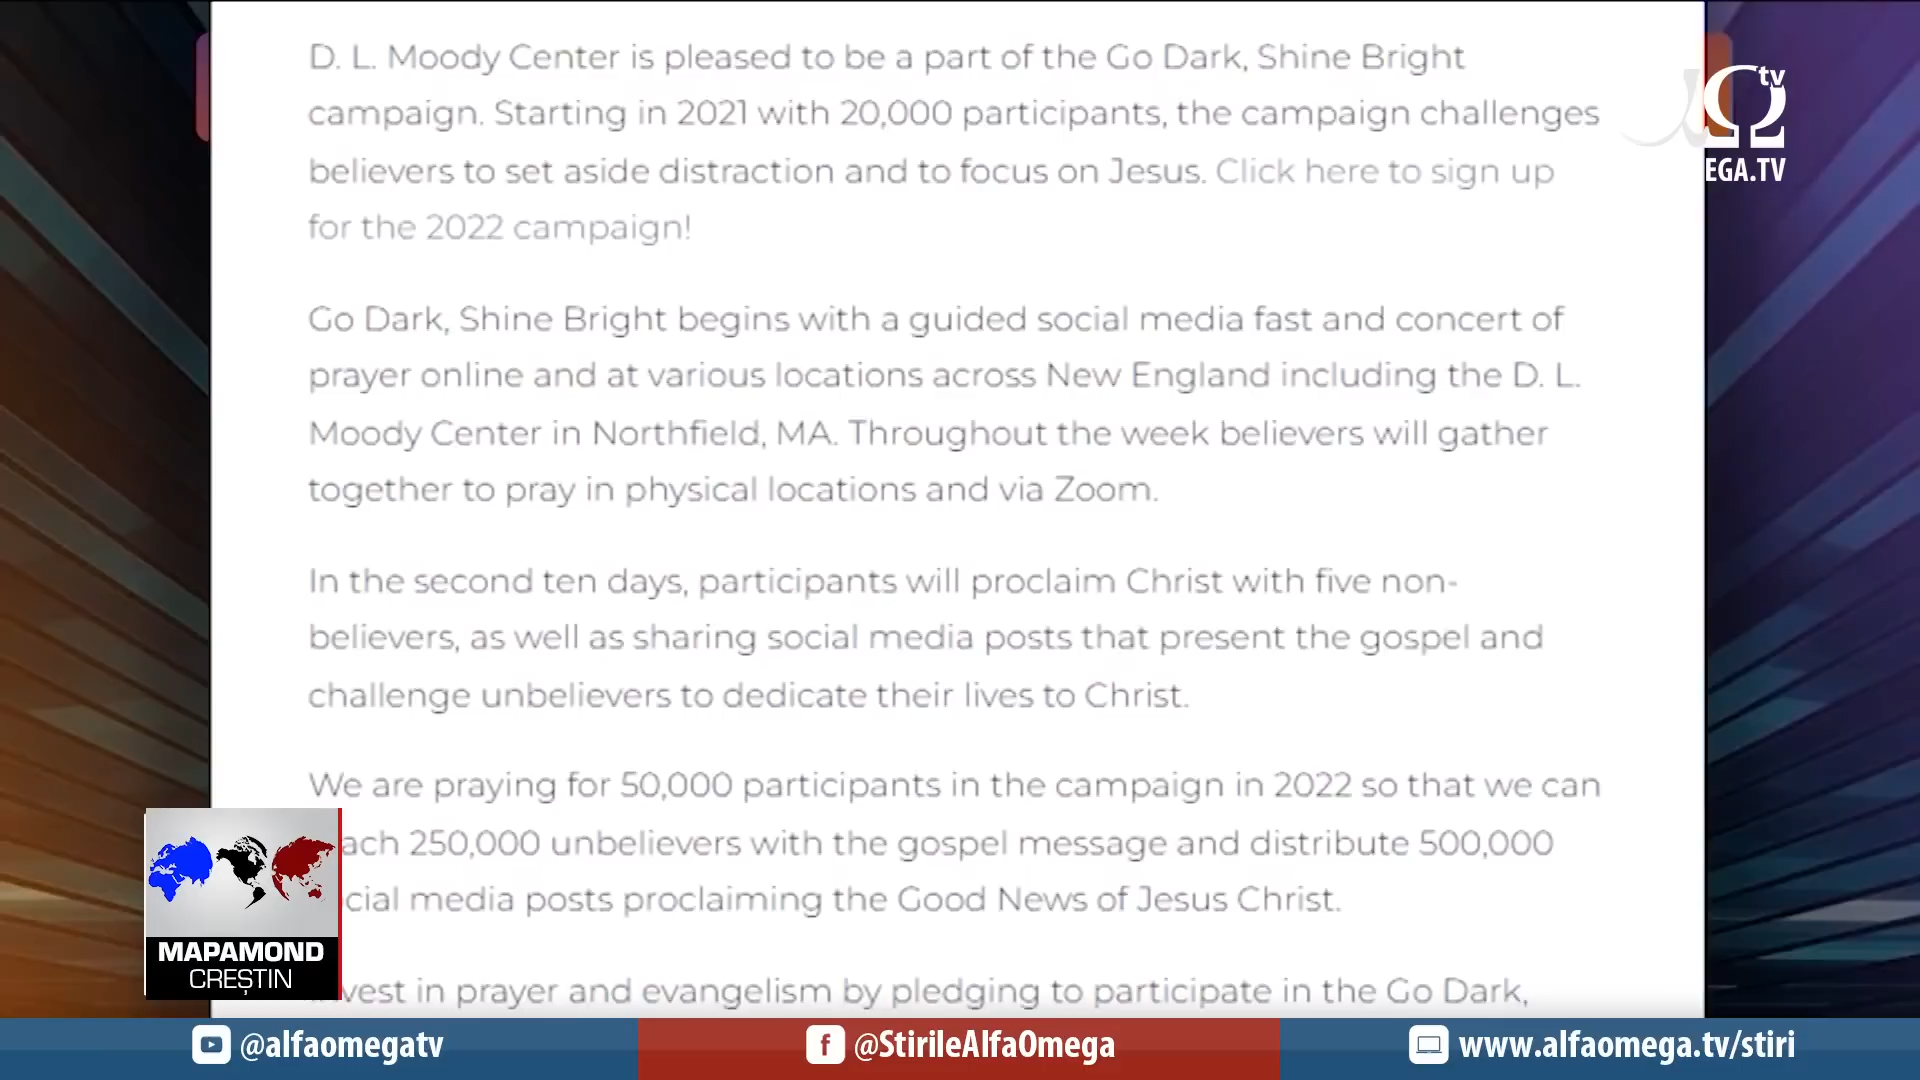 D. L. Moody Center is pleased to be a part of the Go Dark, Shine Bright
campaign. Starting in 2021 with 20,000 participants, the campaign challenges
believers to set aside distraction and to focus on Jesus. Click here to sign up
for the 2022 campaign!
Go Dark, Shine Bright begins with a guided social media fast and concert of
prayer online and at various locations across New England including the D. L.
Moody Center in Northfield, MA. Throughout the week believers will gather
together to pray in physical locations and via Zoom.
In the second ten days, participants will proclaim Christ with five non-
believers, as well as sharing social media posts that present the gospel and
challenge unbelievers to dedicate their lives to Christ.
We are praying for 50,000 participants in the campaign in 2022 so that we can
ach 250,000 unbelievers with the gospel message and distribute 500,000
cial media posts proclaiming the Good News of Jesus Christ.
vest in prayer and evangelism by pledging to participate in the Go Dark,
αΩ tv
EGA.TV
MAPAMOND
CREȘTIN
@alfaomegatv
f @StirileAlfaOmega
www.alfaomega.tv/stiri